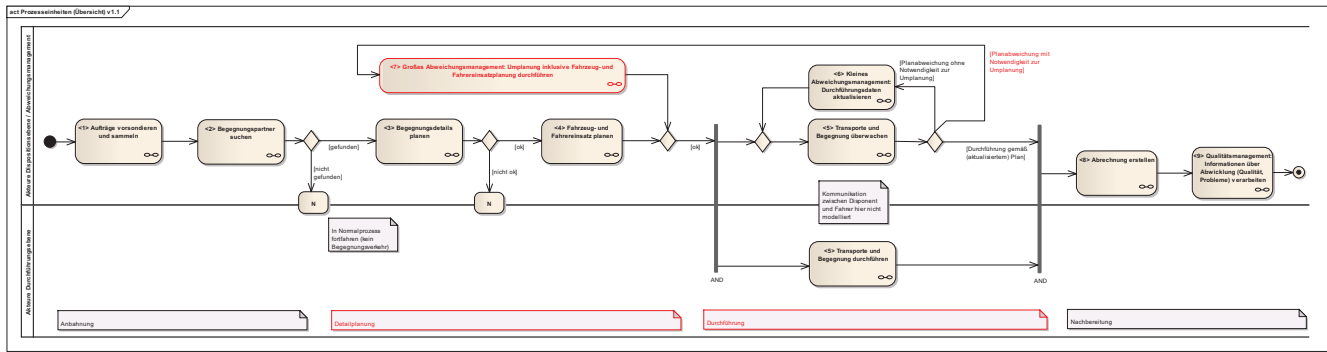 act Prozesseinheiten (Übersicht) v1.1
Akteure Dispositionsebene / Abweichungsmanagement
<1> Aufträge vorsondieren
und sammeln
<2> Begegnungspartner
suchen
[gefunden]
[nicht
gefunden]
N
In Normalprozess
fortfahren (kein
Begegnungsverkehr)
<3> Begegnungsdetails
planen
[ok]
[nicht ok]
N
<4> Fahrzeug- und
Fahrereinsatz planen
<7> Großes Abweichungsmanagement: Umplanung inklusive Fahrzeug- und
Fahrereinsatzplanung durchführen
[ok]
<6> Kleines
Abweichungsmanagement:
Durchführungsdaten
aktualisieren
[Planabweichung ohne
Notwendigkeit zur
Umplanung]
[Planabweichung mit
Notwendigkeit zur
Umplanung]
<5> Transporte und
Begegnung überwachen
[Durchführung gemäß
(aktualisiertem) Plan]
Kommunikation
zwischen Disponent
und Fahrer hier nicht
modelliert
<8> Abrechnung erstellen
<9> Qualitätsmanagement:
Informationen über
Abwicklung (Qualität,
Probleme) verarbeiten
Akteure Durchführungsebene
<5> Transporte und
Begegnung durchführen
AND
AND
Anbahnung
Detailplanung
Durchführung
Nachbereitung